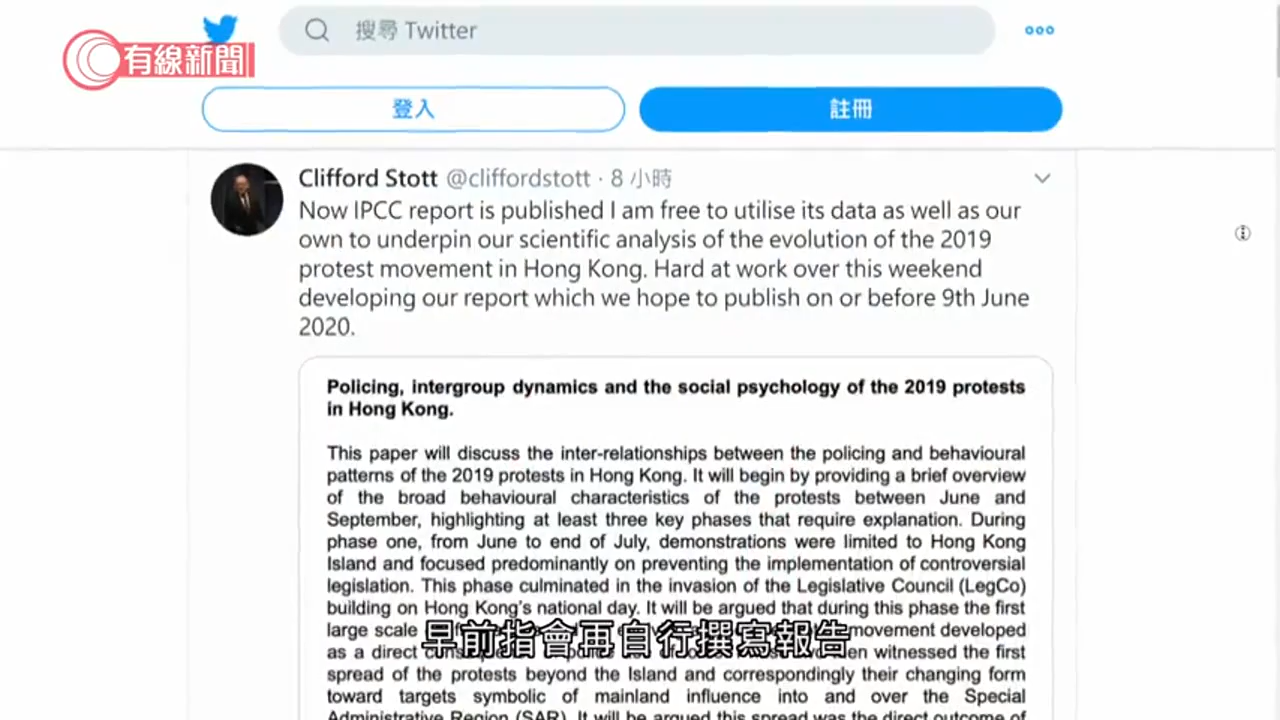 搜尋 Twitter
有線新聞
登入
註冊
Clifford Stott @cliffordstott · 8 小時
Now IPCC report is published I am free to utilise its data as well as our
own to underpin our scientific analysis of the evolution of the 2019
protest movement in Hong Kong. Hard at work over this weekend
developing our report which we hope to publish on or before 9th June
2020.
Policing, intergroup dynamics and the social psychology of the 2019 protests
in Hong Kong.
This paper will discuss the inter-relationships between the policing and behavioural
patterns of the 2019 protests in Hong Kong. It will begin by providing a brief overview
of the broad behavioural characteristics of the protests between June and
September, highlighting at least three key phases that require explanation. During
phase one, from June to end of July, demonstrations were limited to Hong Kong
Island and focused predominantly on preventing the implementation of controversial
legislation. This phase culminated in the invasion of the Legislative Council (LegCo)
building on Hong Kong's national day. It will be argued that during this phase the first
large scale movement developed
早前指會再自行撰寫報告
as a direct witnessed the first
spread of the protests beyond the Island and correspondingly their changing form
toward targets symbolic of mainland influence into and over the Special
Administrative Region (SAR). It will be argued this spread was the direct outcome of